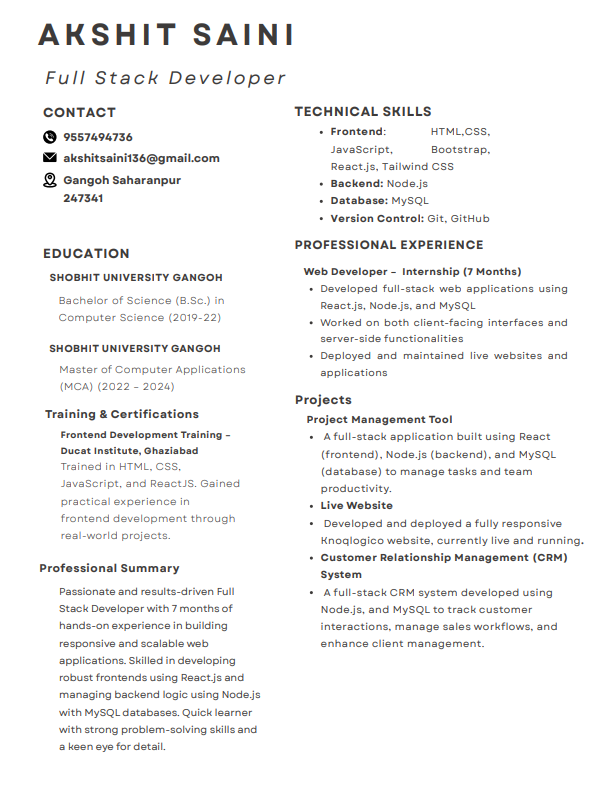 AKSHIT SAINI
Full Stack Developer
CONTACT
9557494736
akshitsaini136@gmail.com
Gangoh Saharanpur
247341
EDUCATION
SHOBHIT UNIVERSITY GANGOH
Bachelor of Science (B.Sc.) in
Computer Science (2019-22)
SHOBHIT UNIVERSITY GANGOH
Master of Computer Applications
(MCA) (2022 – 2024)
Training & Certifications
Frontend Development Training –
Ducat Institute, Ghaziabad
Trained in HTML, CSS,
JavaScript, and ReactJS. Gained
practical experience in
frontend development through
real-world projects.
Professional Summary
Passionate and results-driven Full
Stack Developer with 7 months of
hands-on experience in building
responsive and scalable web
applications. Skilled in developing
robust frontends using React.js and
managing backend logic using Node.js
with MySQL databases. Quick learner
with strong problem-solving skills and
a keen eye for detail.
TECHNICAL SKILLS
• Frontend: HTML,CSS,
JavaScript, Bootstrap,
React.js, Tailwind CSS
• Backend: Node.js
• Database: MySQL
• Version Control: Git, GitHub
PROFESSIONAL EXPERIENCE
Web Developer – Internship (7 Months)
• Developed full-stack web applications using
React.js, Node.js, and MySQL
• Worked on both client-facing interfaces and
server-side functionalities
• Deployed and maintained live websites and
applications
Projects
Project Management Tool
• A full-stack application built using React
(frontend), Node.js (backend), and MySQL
(database) to manage tasks and team
productivity.
• Live Website
• Developed and deployed a fully responsive
Knoqlogico website, currently live and running.
• Customer Relationship Management (CRM)
System
• A full-stack CRM system developed using
Node.js, and MySQL to track customer
interactions, manage sales workflows, and
enhance client management.